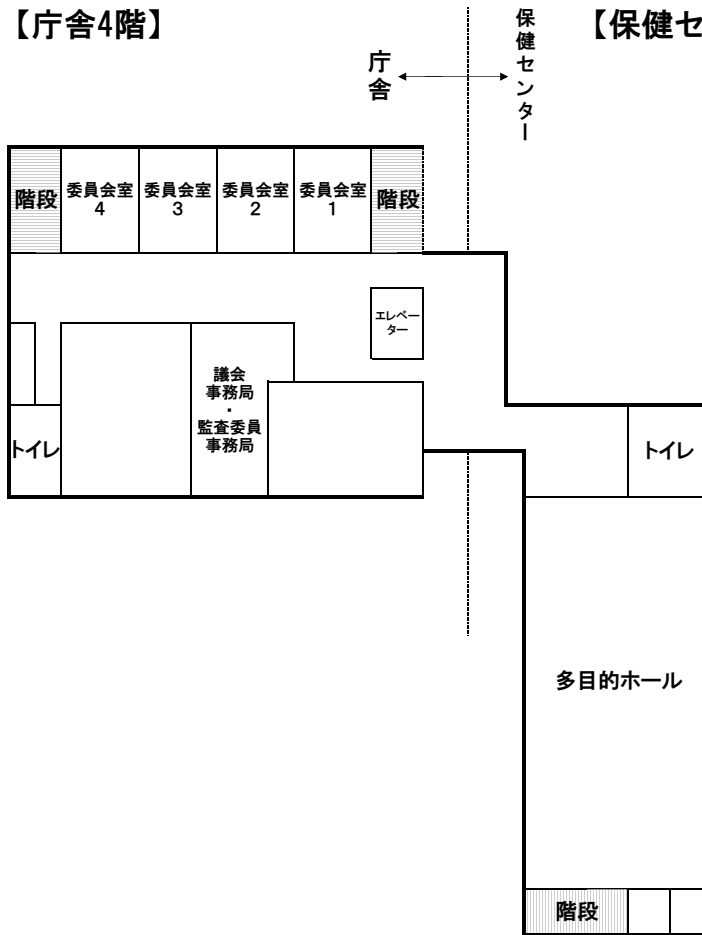 【庁舎4階】
【保健セ
庁舎
保健センター
階段
委員会室
4
委員会室
3
委員会室
2
委員会室
1
階段
エレベー
ター
議会
事務局
・
監査委員
事務局
トイレ
トイレ
多目的ホール
階段